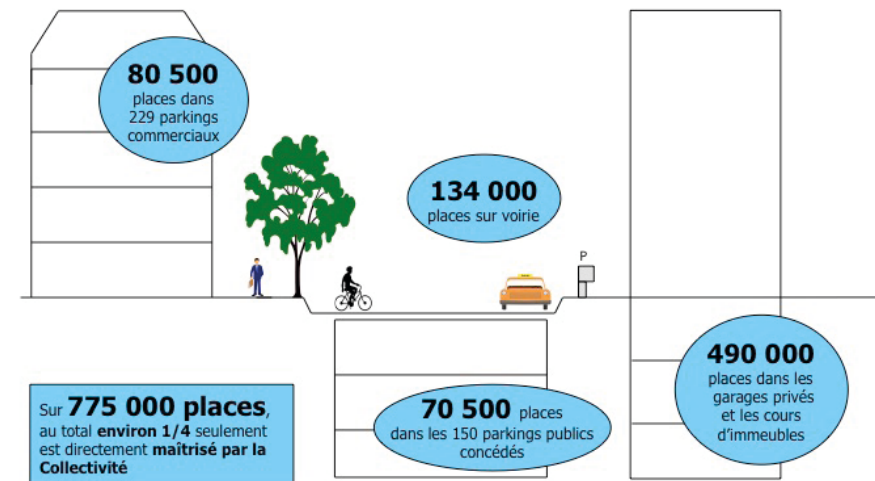 80 500
places dans
229 parkings
commerciaux
134 000
places sur voirie
P
TAXI
490 000
places dans les
garages privés
et les cours
d'immeubles
70 500 places
dans les 150 parkings publics
concédés
Sur 775 000 places,
au total environ 1/4 seulement
est directement maîtrisé par la
Collectivité